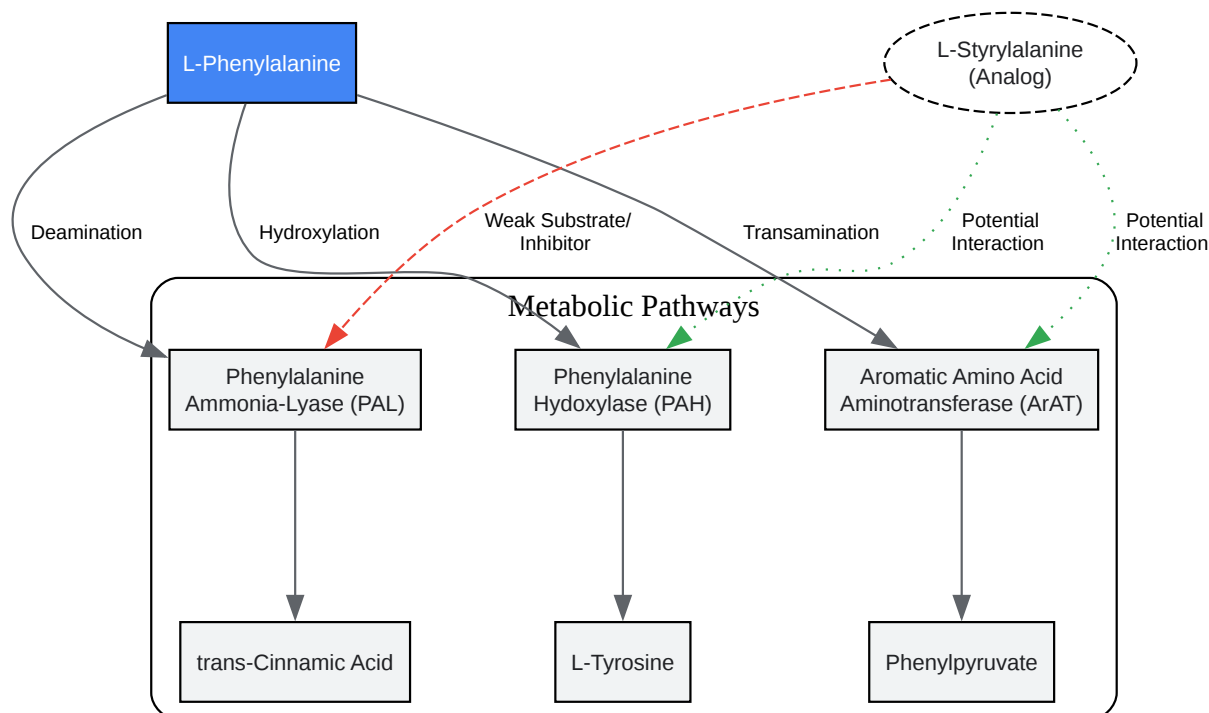 L-Phenylalanine
L-Styrylalanine
(Analog)
Deamination
Hydroxylation
Weak Substrate/
Inhibitor
Transamination
Potential
Interaction
Potential
Interaction
Metabolic Pathways
Phenylalanine
Ammonia-Lyase (PAL)
Phenylalanine
Hydoxylase (PAH)
Aromatic Amino Acid
Aminotransferase (ArAT)
trans-Cinnamic Acid
L-Tyrosine
Phenylpyruvate